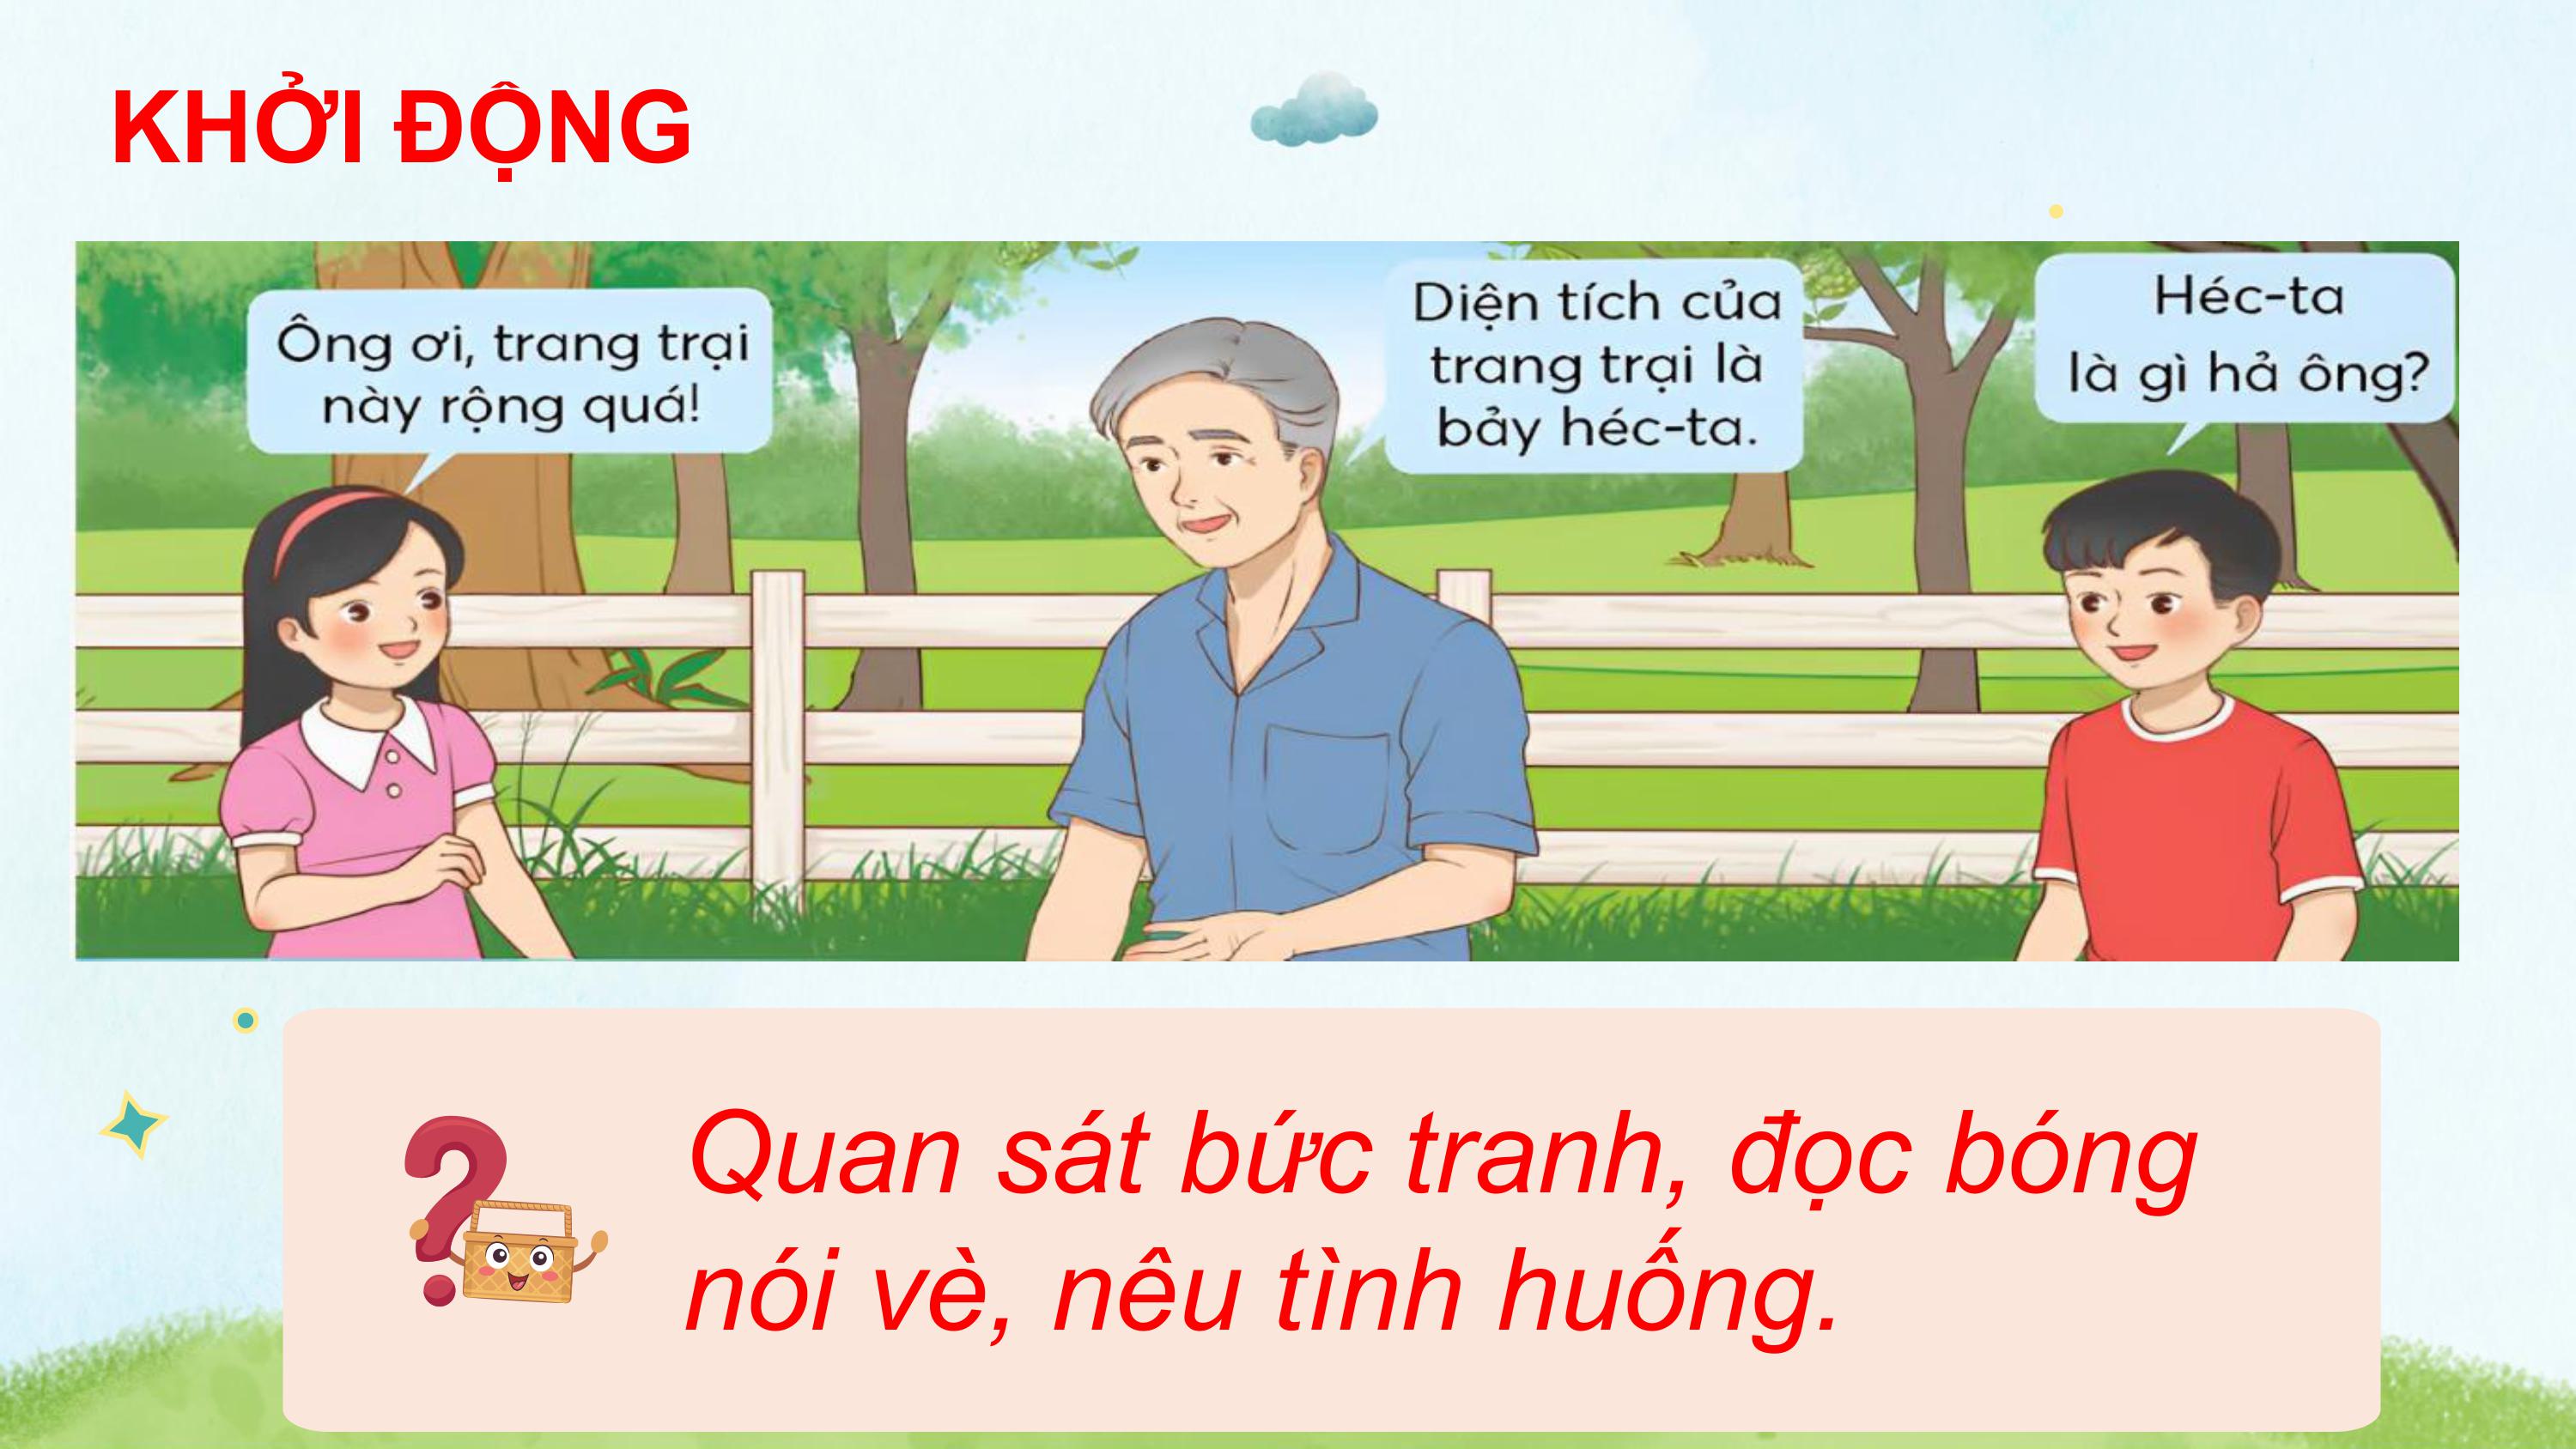 KHỞI ĐỘNG
Ông ơi, trang trại
này rộng quá!
Diện tích của
trang trại là
bảy héc-ta.
Héc-ta
là gì hả ông?
Quan sát bức tranh, đọc bóng
nói vè, nêu tình huống.